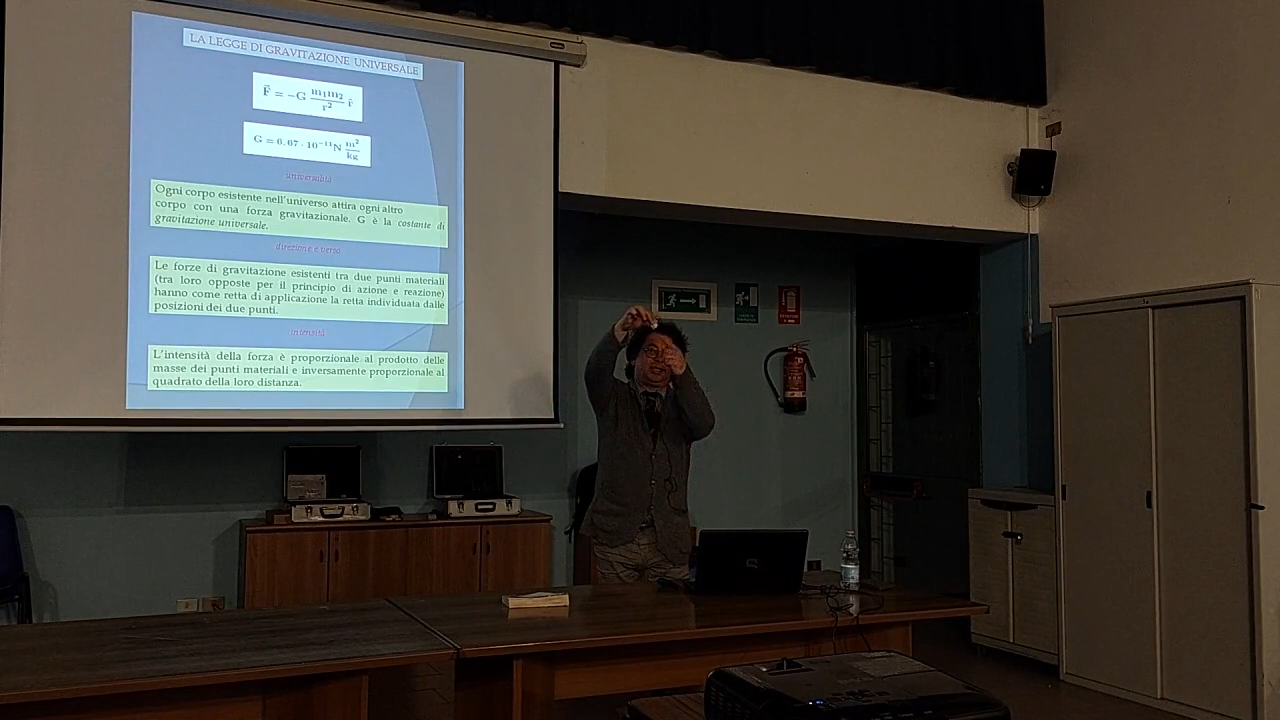 LA LEGGE DI GRAVITAZIONE UNIVERSALE
F⃗ = −G m₁m₂/r² r̂
G = 6.67 · 10⁻¹¹N m²/kg
universalità
Ogni corpo esistente nell'universo attira ogni altro
corpo con una forza gravitazionale. G è la costante di
gravitazione universale.
direzione e verso
Le forze di gravitazione esistenti tra due punti materiali
(tra loro opposte per il principio di azione e reazione)
hanno come retta di applicazione la retta individuata dalle
posizioni dei due punti.
intensità
L'intensità della forza è proporzionale al prodotto delle
masse dei punti materiali e inversamente proporzionale al
quadrato della loro distanza.